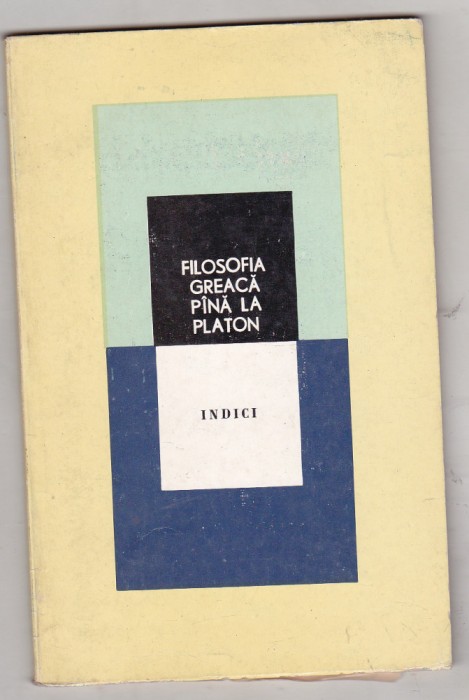 FILOSOFIA
GREACĂ
PÎNĂ LA
PLATON
INDICI